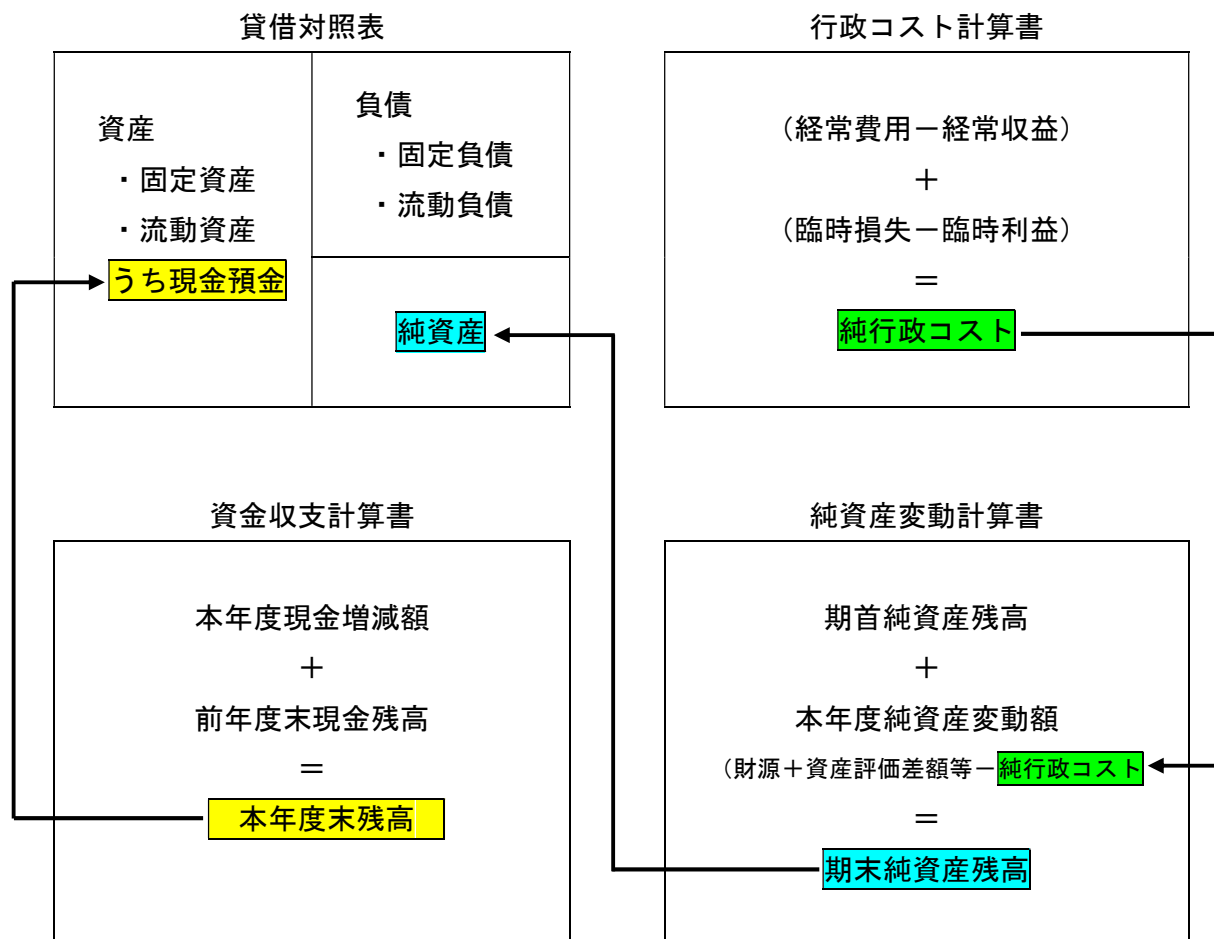 貸借対照表
資産
・固定資産
・流動資産
うち現金預金
負債
・固定負債
・流動負債
純資産
行政コスト計算書
（経常費用－経常収益）
＋
（臨時損失－臨時利益）
＝
純行政コスト
資金収支計算書
本年度現金増減額
＋
前年度末現金残高
＝
本年度末残高
純資産変動計算書
期首純資産残高
＋
本年度純資産変動額
（財源＋資産評価差額等－純行政コスト
＝
期末純資産残高